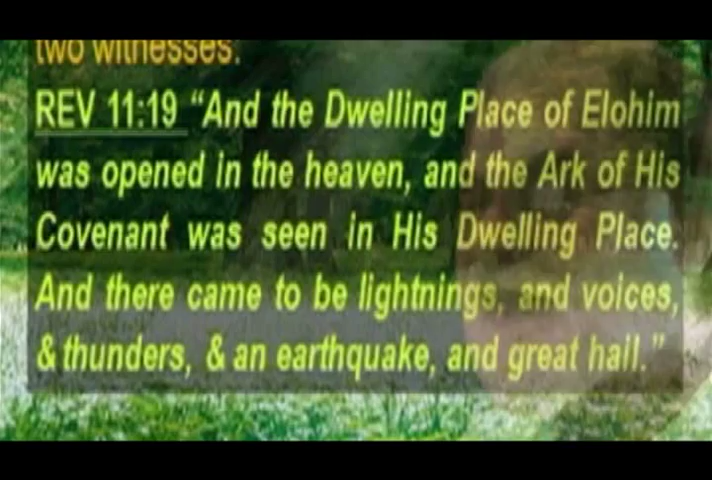 two witnesses.
REV 11:19 “And the Dwelling Place of Elohim
was opened in the heaven, and the Ark of His
Covenant was seen in His Dwelling Place.
And there came to be lightnings, and voices,
& thunders, & an earthquake, and great hail.”